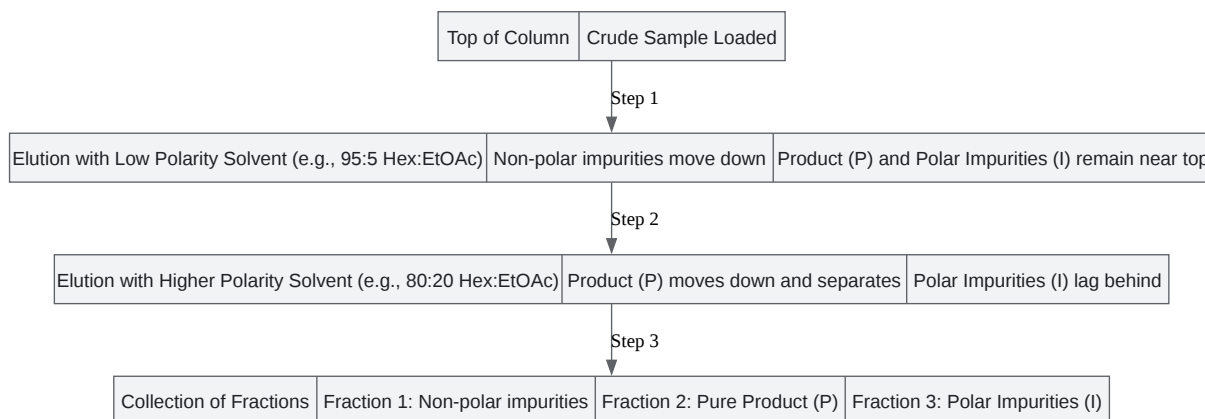 Top of Column
Crude Sample Loaded
Step 1
Elution with Low Polarity Solvent (e.g., 95:5 Hex:EtOAc)
Non-polar impurities move down
Product (P) and Polar Impurities (I) remain near top
Step 2
Elution with Higher Polarity Solvent (e.g., 80:20 Hex:EtOAc)
Product (P) moves down and separates
Polar Impurities (I) lag behind
Step 3
Collection of Fractions
Fraction 1: Non-polar impurities
Fraction 2: Pure Product (P)
Fraction 3: Polar Impurities (I)